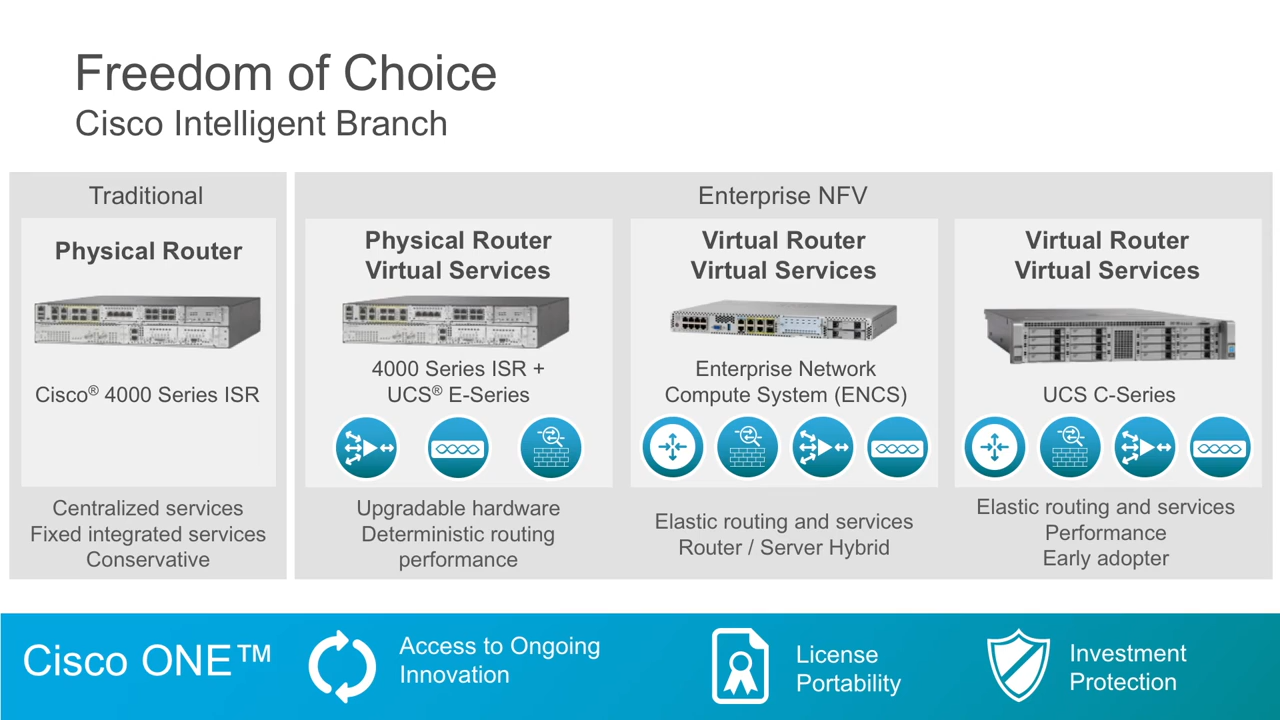 Freedom of Choice
Cisco Intelligent Branch
Traditional
Physical Router
Cisco® 4000 Series ISR
Centralized services
Fixed integrated services
Conservative
Enterprise NFV
Physical Router
Virtual Services
4000 Series ISR +
UCS® E-Series
Upgradable hardware
Deterministic routing
performance
Virtual Router
Virtual Services
Enterprise Network
Compute System (ENCS)
Elastic routing and services
Router / Server Hybrid
Virtual Router
Virtual Services
UCS C-Series
Elastic routing and services
Performance
Early adopter
Cisco ONE™
Access to Ongoing
Innovation
License
Portability
Investment
Protection